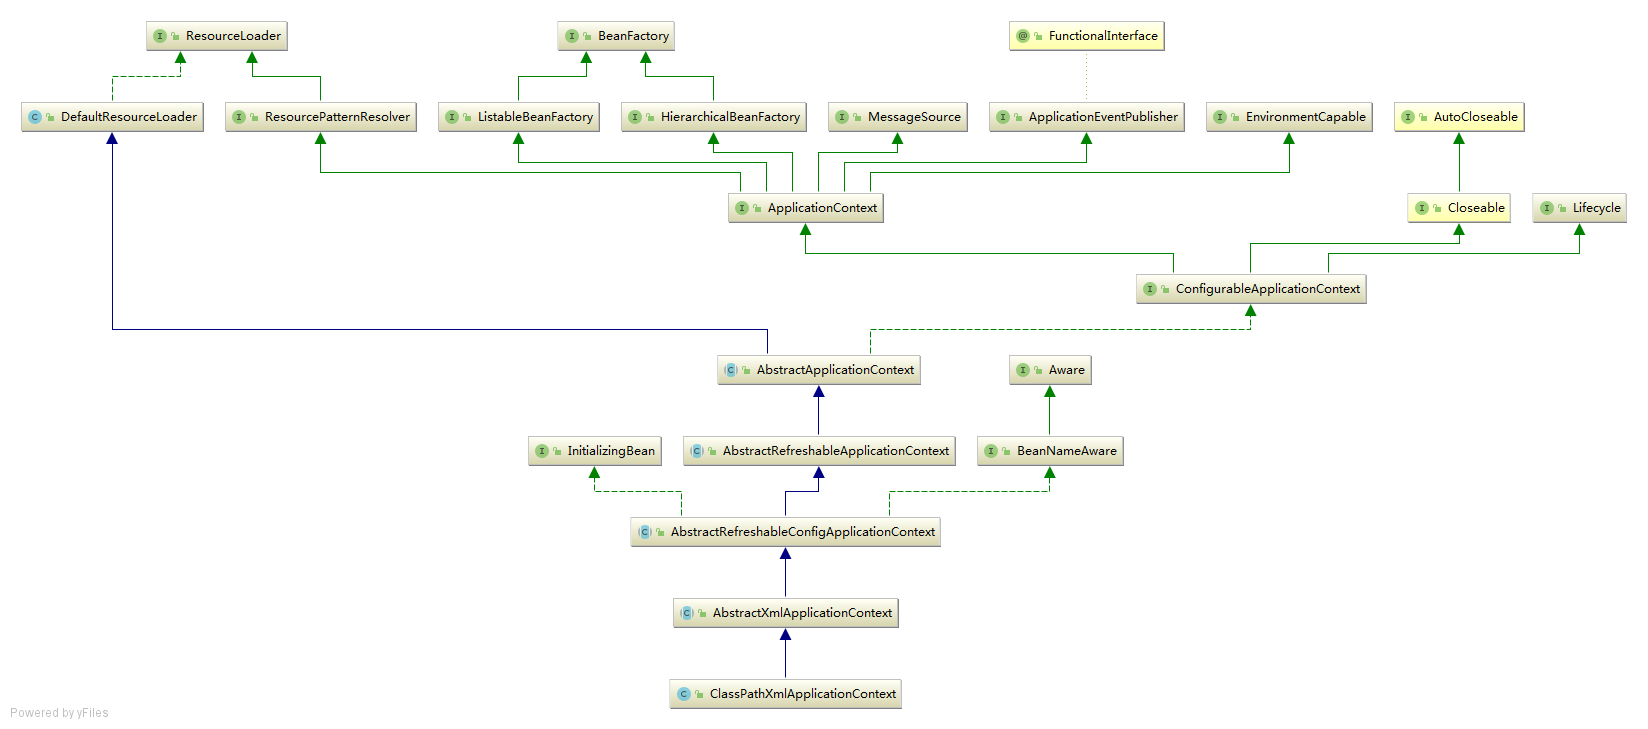 ResourceLoader
BeanFactory
FunctionalInterface
DefaultResourceLoader
ResourcePatternResolver
ListableBeanFactory
HierarchicalBeanFactory
MessageSource
ApplicationEventPublisher
EnvironmentCapable
AutoCloseable
ApplicationContext
Closeable
Lifecycle
ConfigurableApplicationContext
AbstractApplicationContext
Aware
InitializingBean
AbstractRefreshableApplicationContext
BeanNameAware
AbstractRefreshableConfigApplicationContext
AbstractXmlApplicationContext
ClassPathXmlApplicationContext
Powered by yFiles